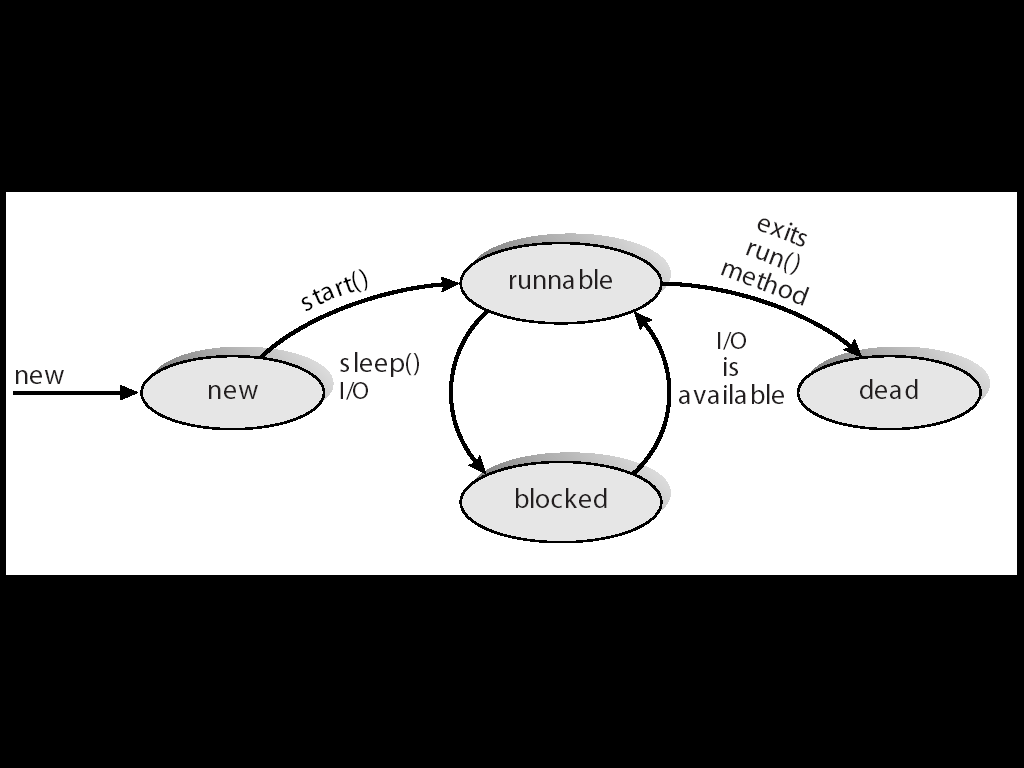 new
new
start()
sleep()
I/O
runnable
blocked
I/O
is
available
exits
run()
method
dead